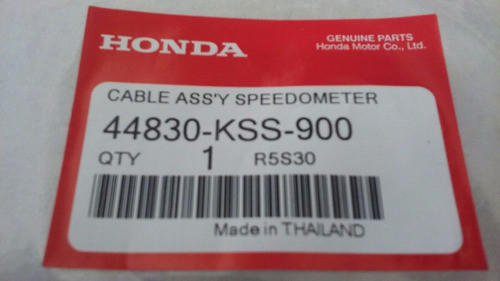 HONDA
GENUINE PARTS
Honda Motor Co., Ltd.
CABLE ASS'Y SPEEDOMETER
44830-KSS-900
QTY 1 R5S30
Made in THAILAND